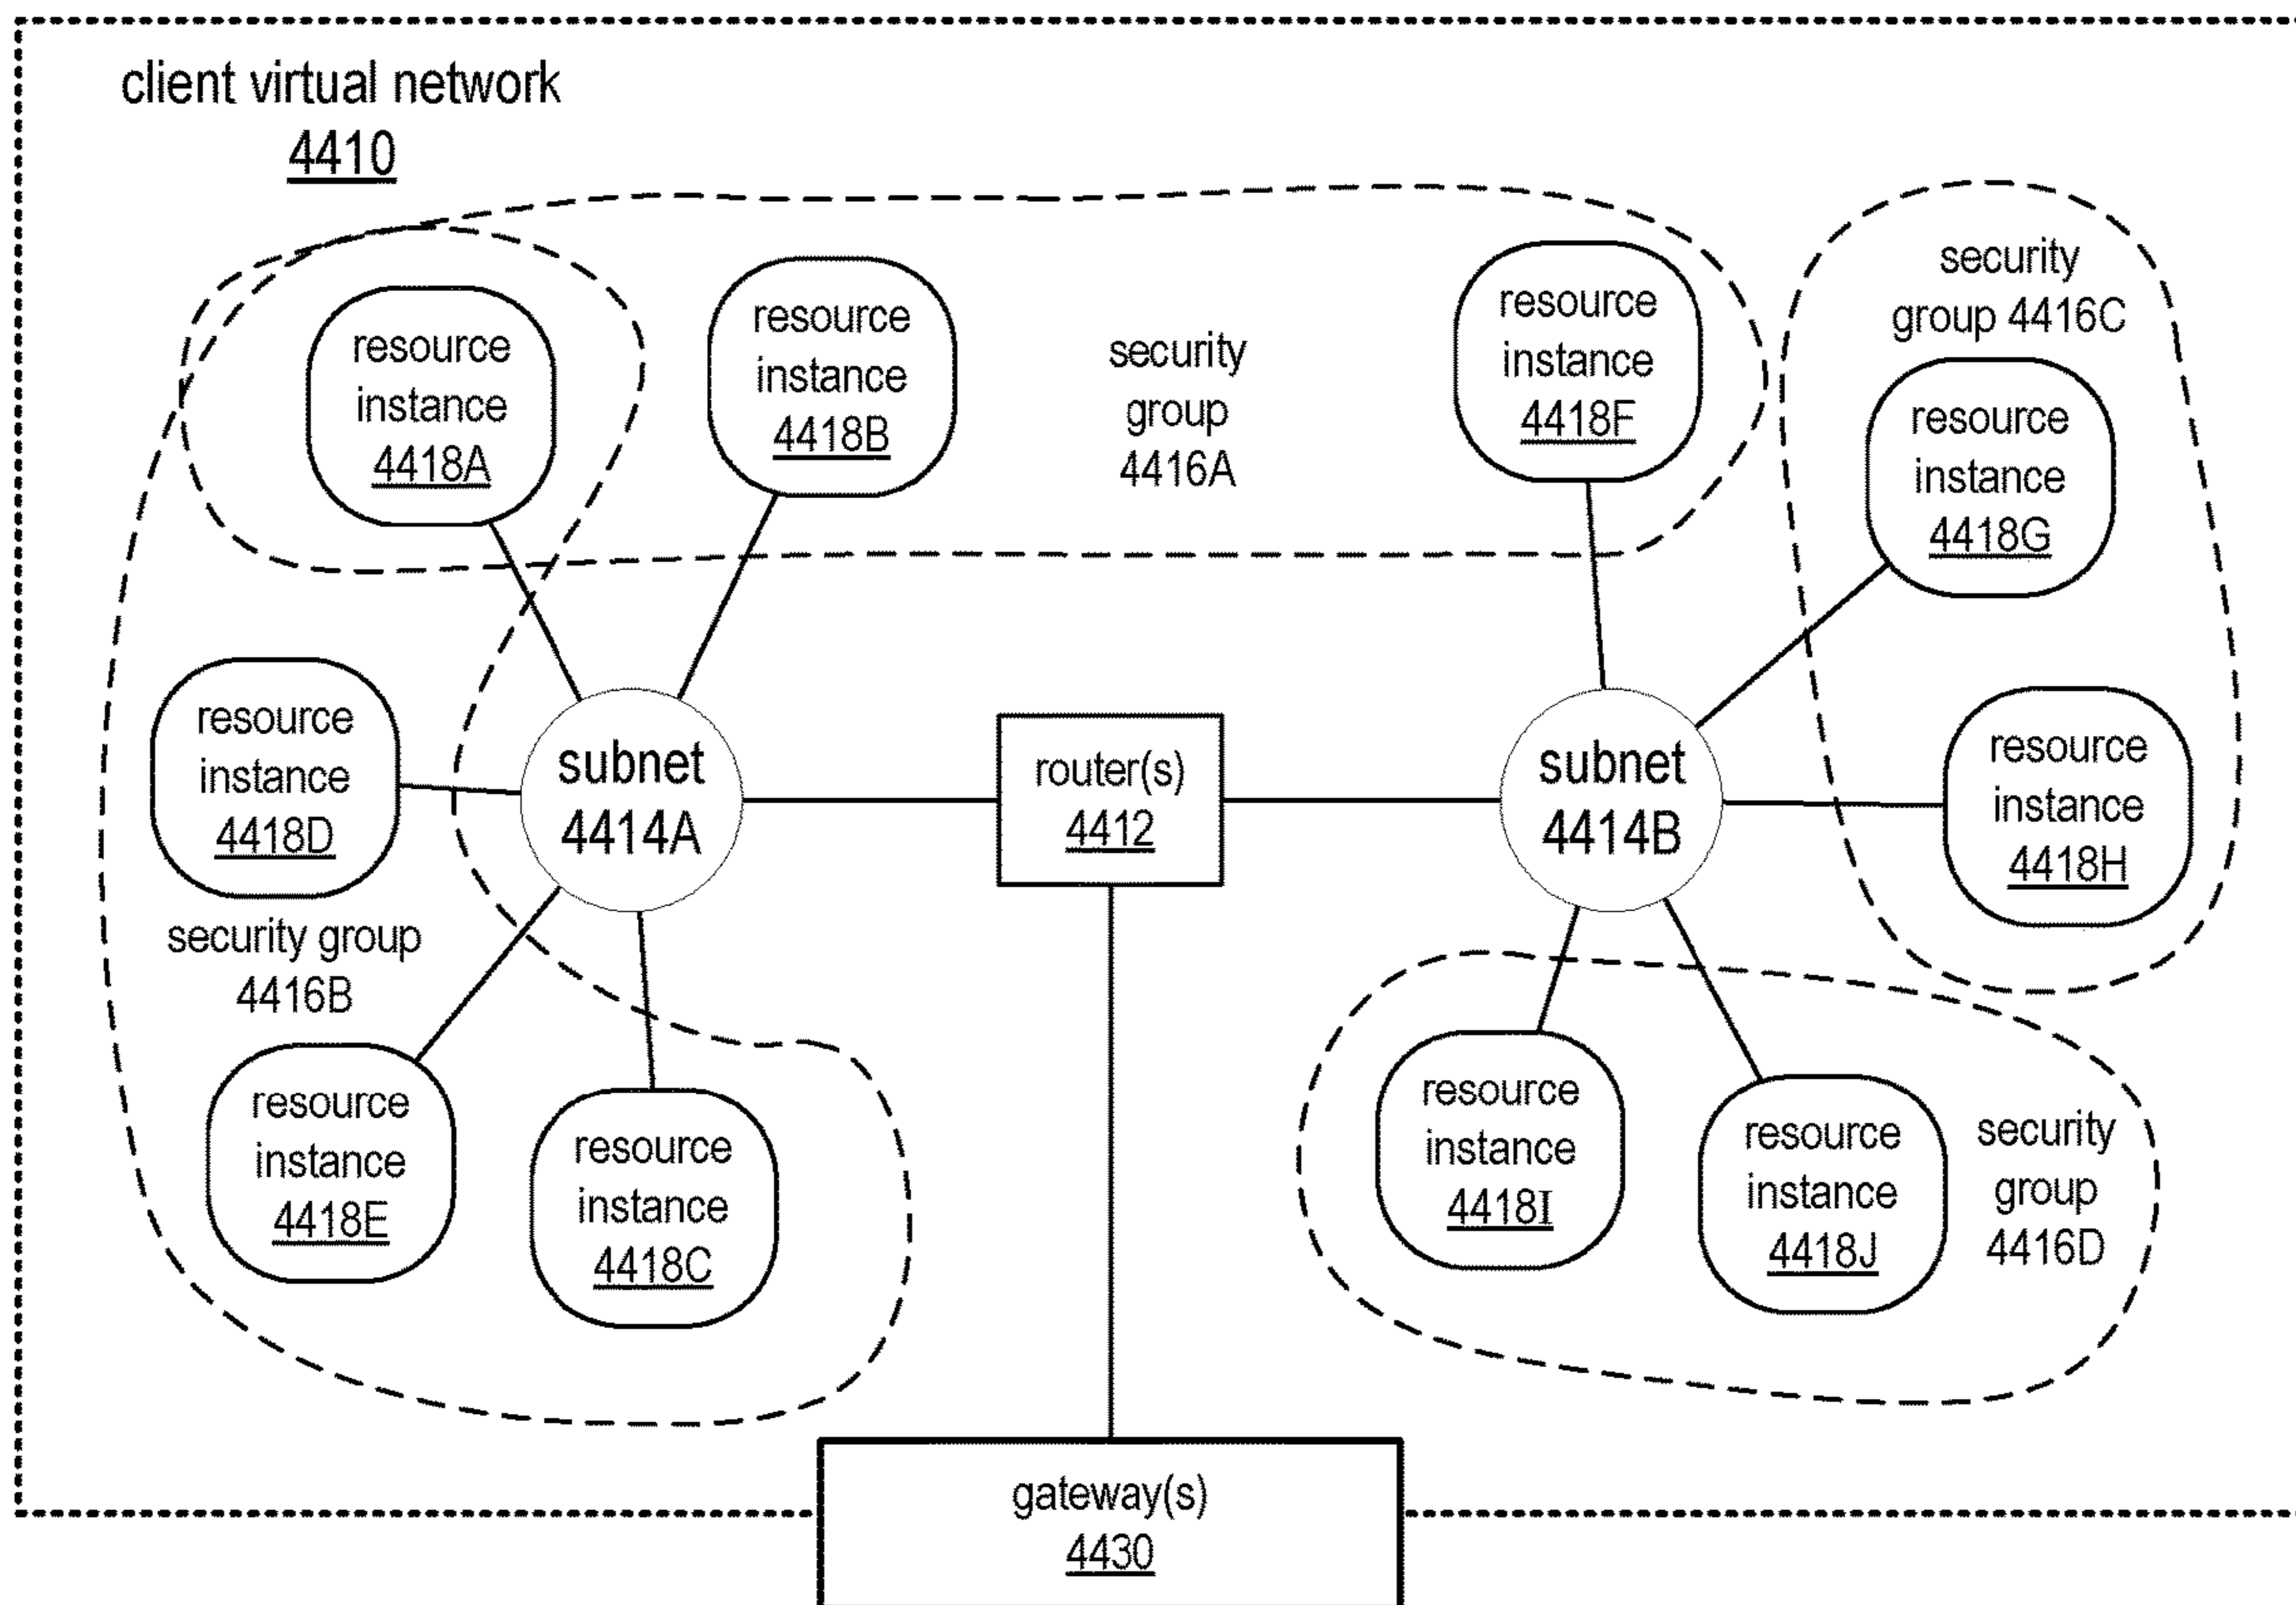 client virtual network
4410
resource
instance
4418A
resource
instance
4418B
security
group
4416A
resource
instance
4418F
security
group 4416C
resource
instance
4418G
resource
instance
4418D
subnet
4414A
router(s)
4412
subnet
4414B
resource
instance
4418H
security group
4416B
resource
instance
4418E
resource
instance
4418C
resource
instance
4418I
resource
instance
4418J
security
group
4416D
gateway(s)
4430